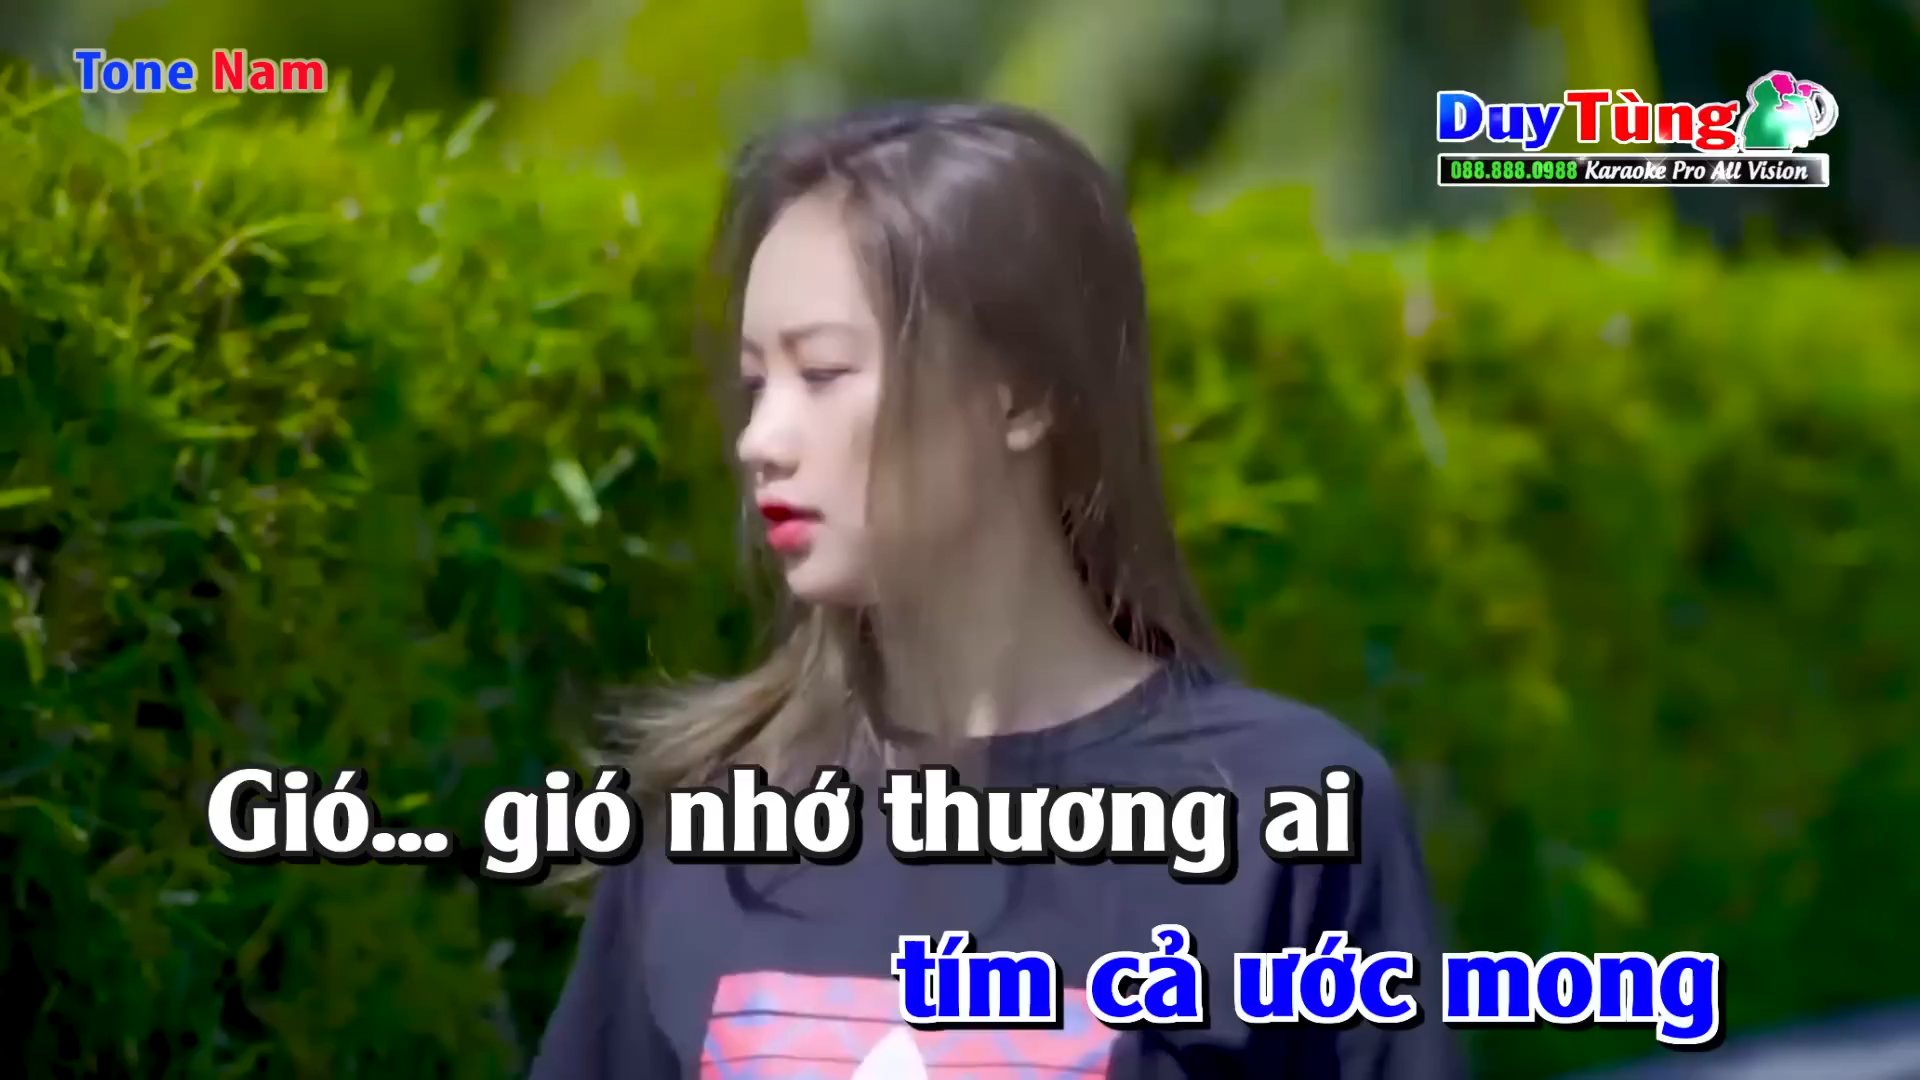 Tone Nam
Duy Tùng
088.888.0988 Karaoke Pro All Vision
Gió... gió nhớ thương ai
tím cả ước mong